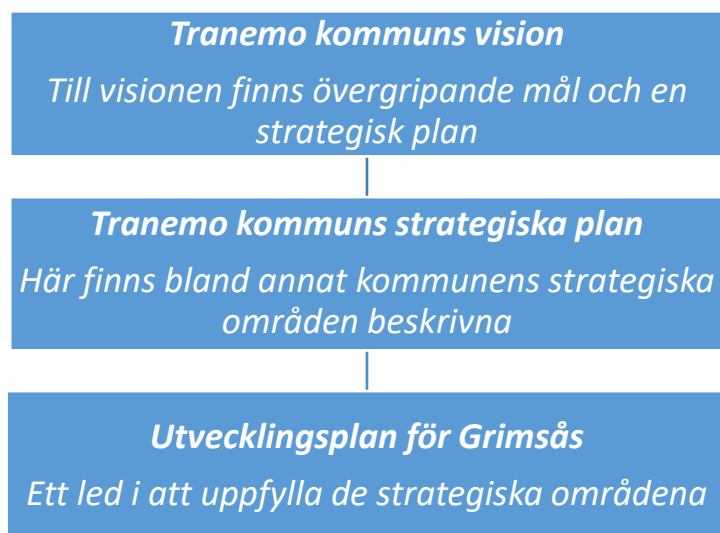 Tranemo kommuns vision
Till visionen finns övergripande mål och en
strategisk plan
Tranemo kommuns strategiska plan
Här finns bland annat kommunens strategiska
områden beskrivna
Utvecklingsplan för Grimsås
Ett led i att uppfylla de strategiska områdena